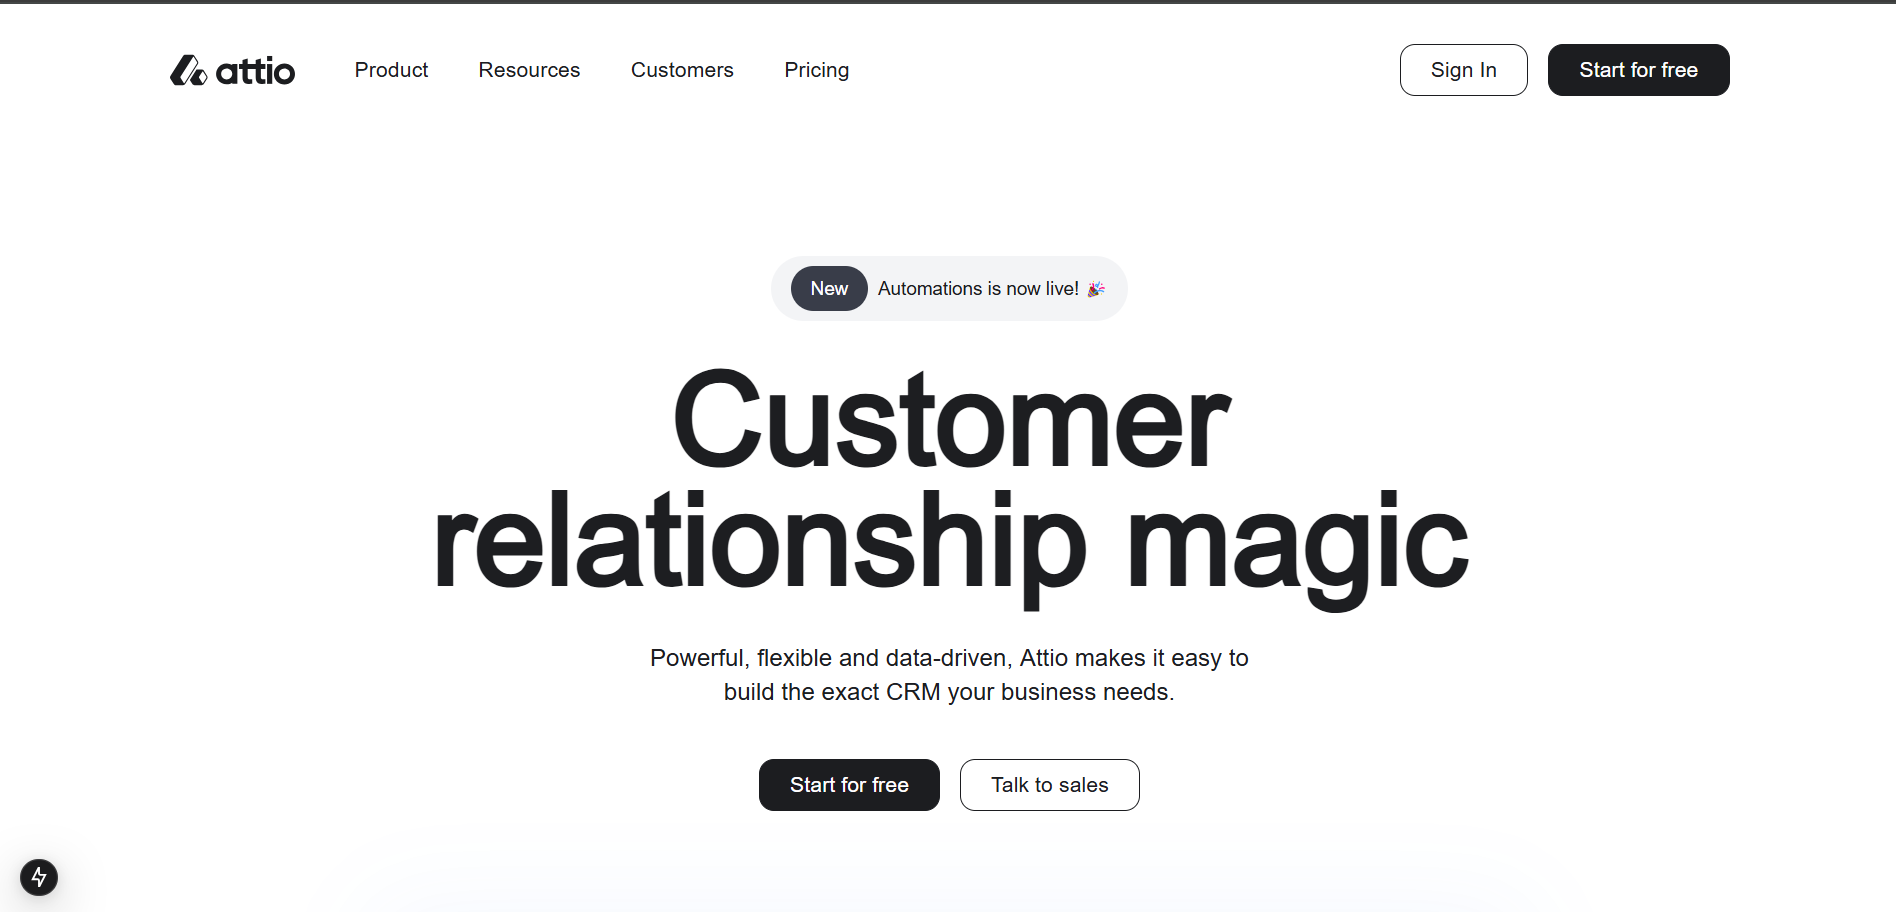 attio
Product
Resources
Customers
Pricing
Sign In
Start for free
New
Automations is now live! 🎉
Customer
relationship magic
Powerful, flexible and data-driven, Attio makes it easy to
build the exact CRM your business needs.
Start for free
Talk to sales